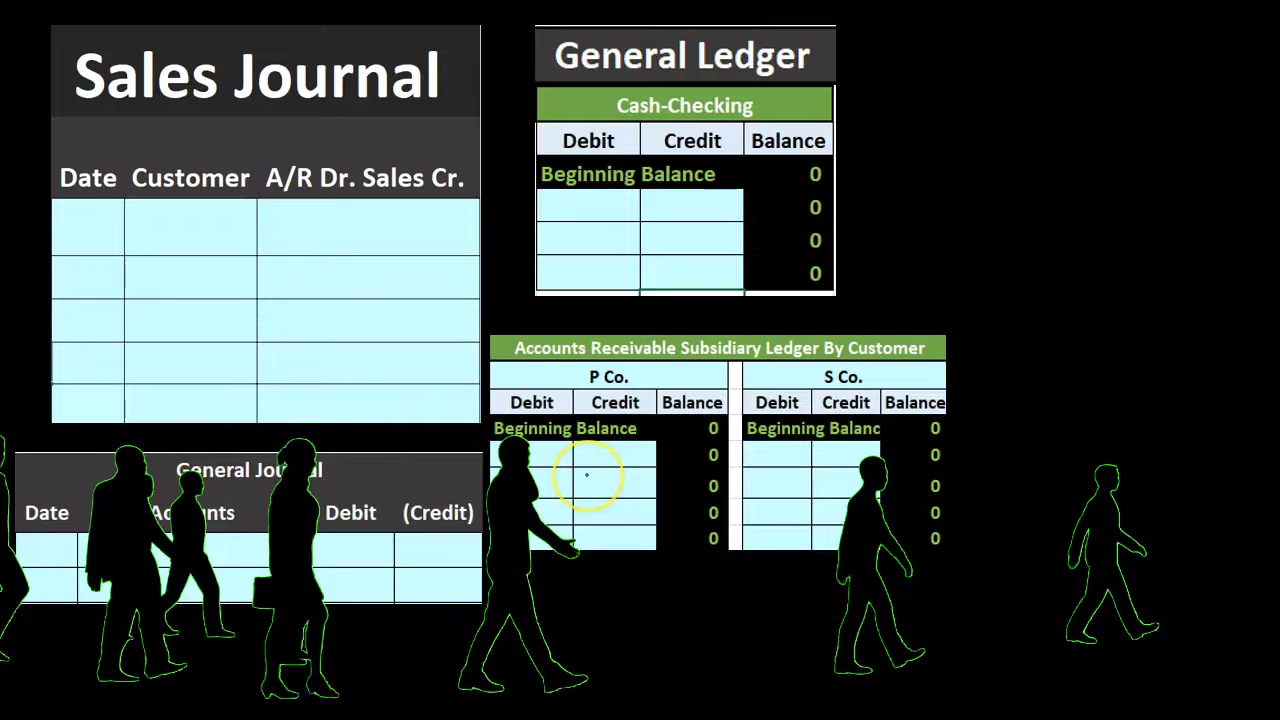 Sales Journal
Date Customer A/R Dr. Sales Cr.
General Ledger
Cash-Checking
Debit Credit Balance
Beginning Balance 0
0
0
0
Accounts Receivable Subsidiary Ledger By Customer
P Co. S Co.
Debit Credit Balance Debit Credit Balance
Beginning Balance 0 Beginning Balanc 0
0 0
0 0
0 0
0 0
General
Date Debit (Credit)